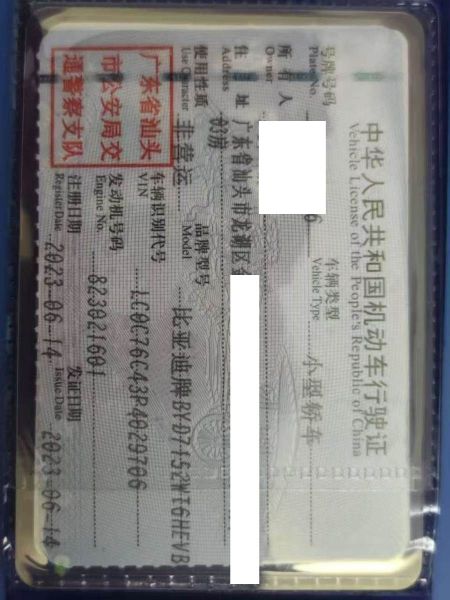 中华人民共和国机动车行驶证
Vehicle License of the People's Republic of China
号牌号码
Plate No.
车辆类型 小型轿车
Vehicle Type
所有人
Owner
住址 广东省汕头市龙湖区金
Address
03房
使用性质 非营运
Use Character
品牌型号 比亚迪牌BYD7152WT6HEVB
Model
广东省汕头
市公安局交
通警察支队
车辆识别代号 LC0C76C43P4029706
VIN
发动机号码 823021601
Engine No.
注册日期 2023-06-14
Register Date
发证日期 2023-06-14
Issue Date